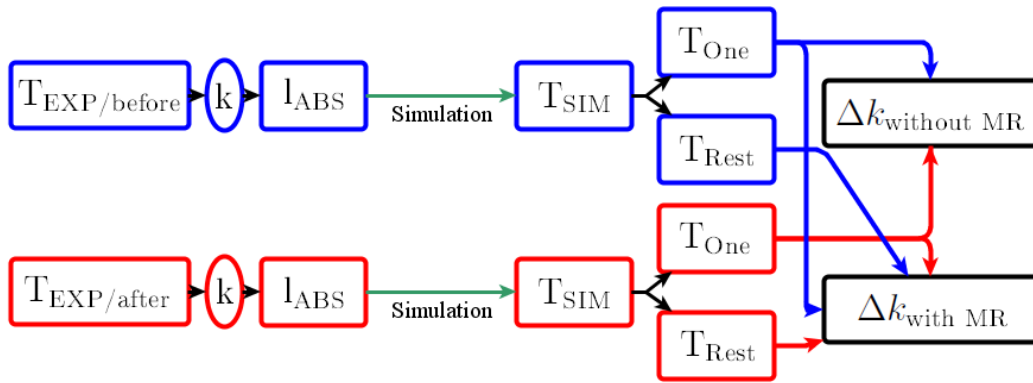 T_EXP/before
k
l_ABS
Simulation
T_SIM
T_One
T_Rest
Δk_without MR
T_EXP/after
k
l_ABS
Simulation
T_SIM
T_One
T_Rest
Δk_with MR